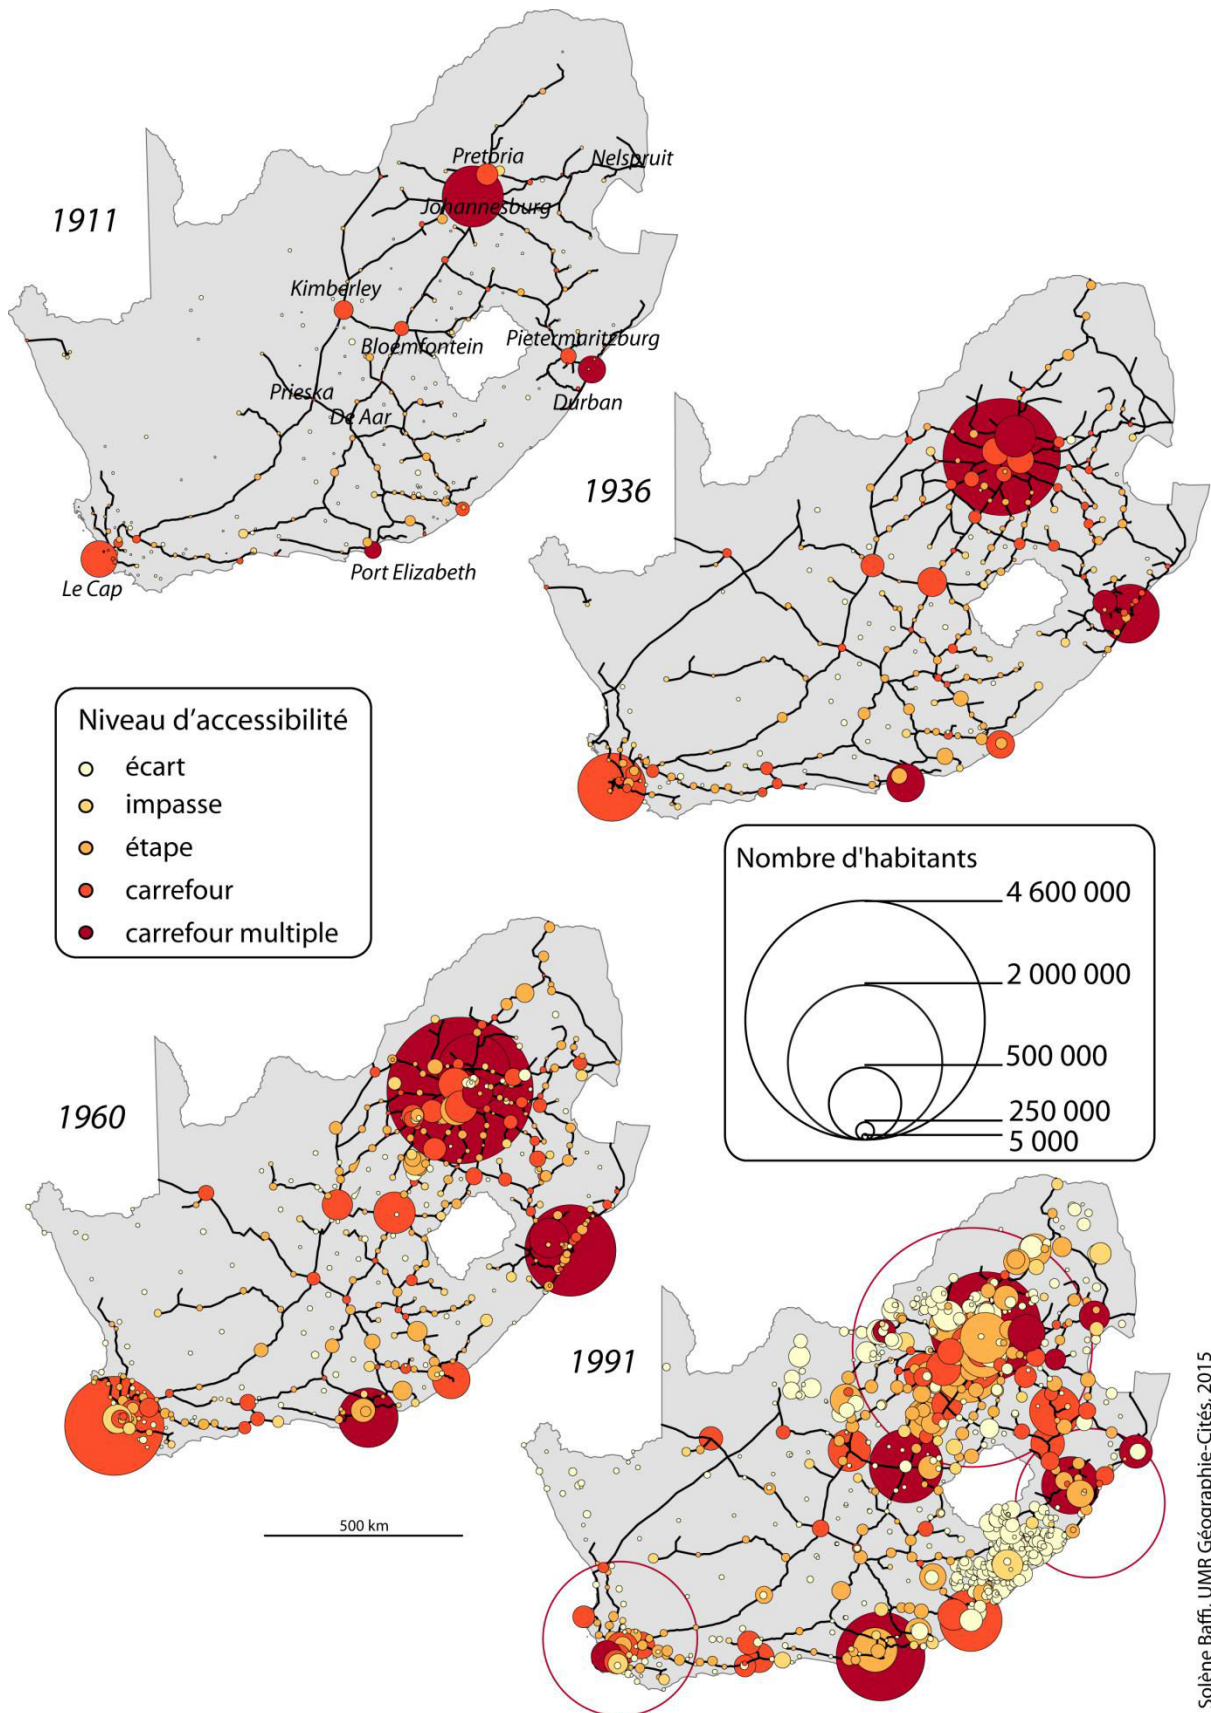 1911
Pretoria
Nelspruit
Johannesburg
Kimberley
Bloemfontein
Pietermaritzburg
Durban
Prieska
De Aar
Port Elizabeth
Le Cap
1936
Niveau d'accessibilité
écart
impasse
étape
carrefour
carrefour multiple
Nombre d'habitants
4 600 000
2 000 000
500 000
250 000
5 000
1960
1991
500 km
Solène Baffi, UMR Géographie-Cités, 2015